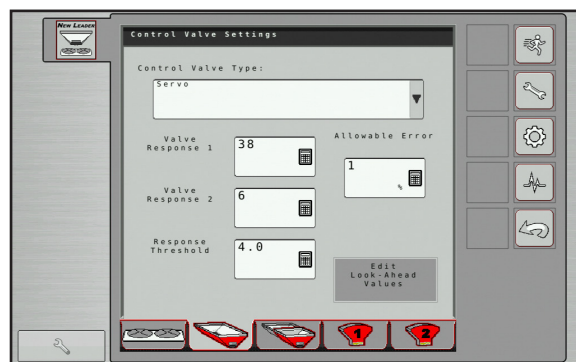 NEW LEADER
Control Valve Settings
Control Valve Type:
Servo
Valve
Response 1
38
Allowable Error
1
%
Valve
Response 2
6
Response
Threshold
4.0
Edit
Look-Ahead
Values
1
2